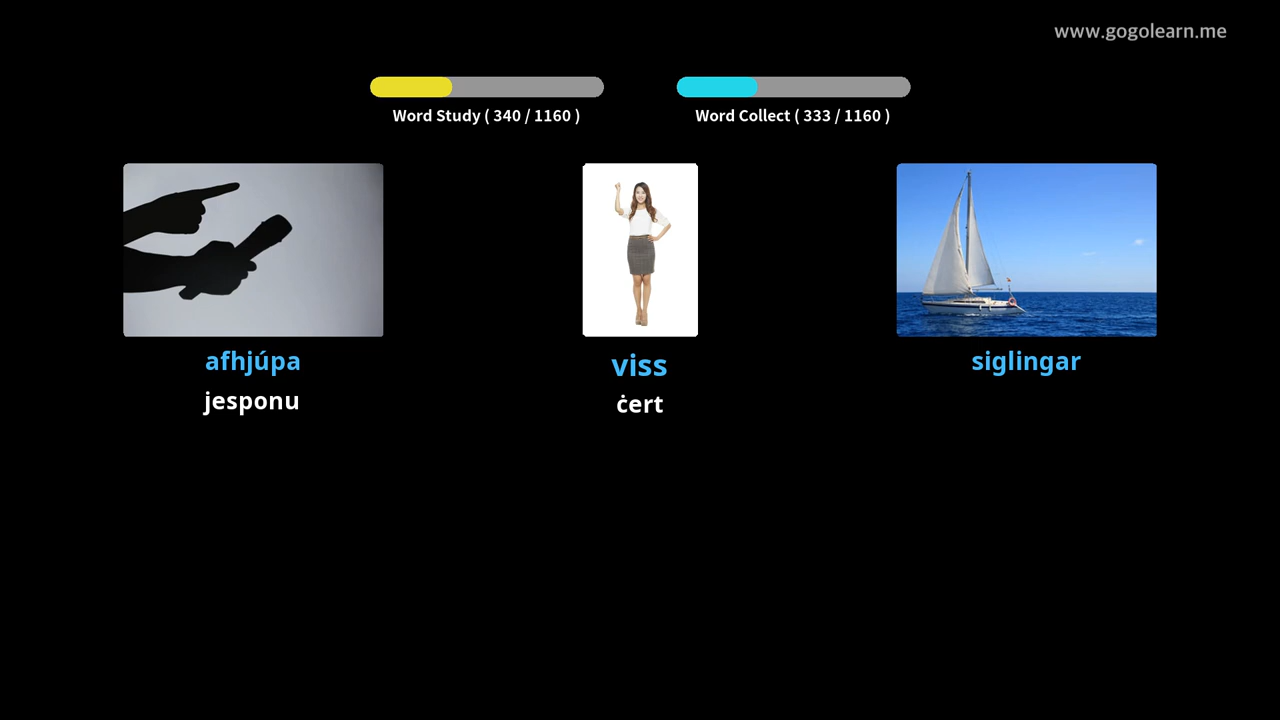 www.gogolearn.me
Word Study ( 340 / 1160 )
Word Collect ( 333 / 1160 )
afhjúpa
jesponu
viss
ċert
siglingar